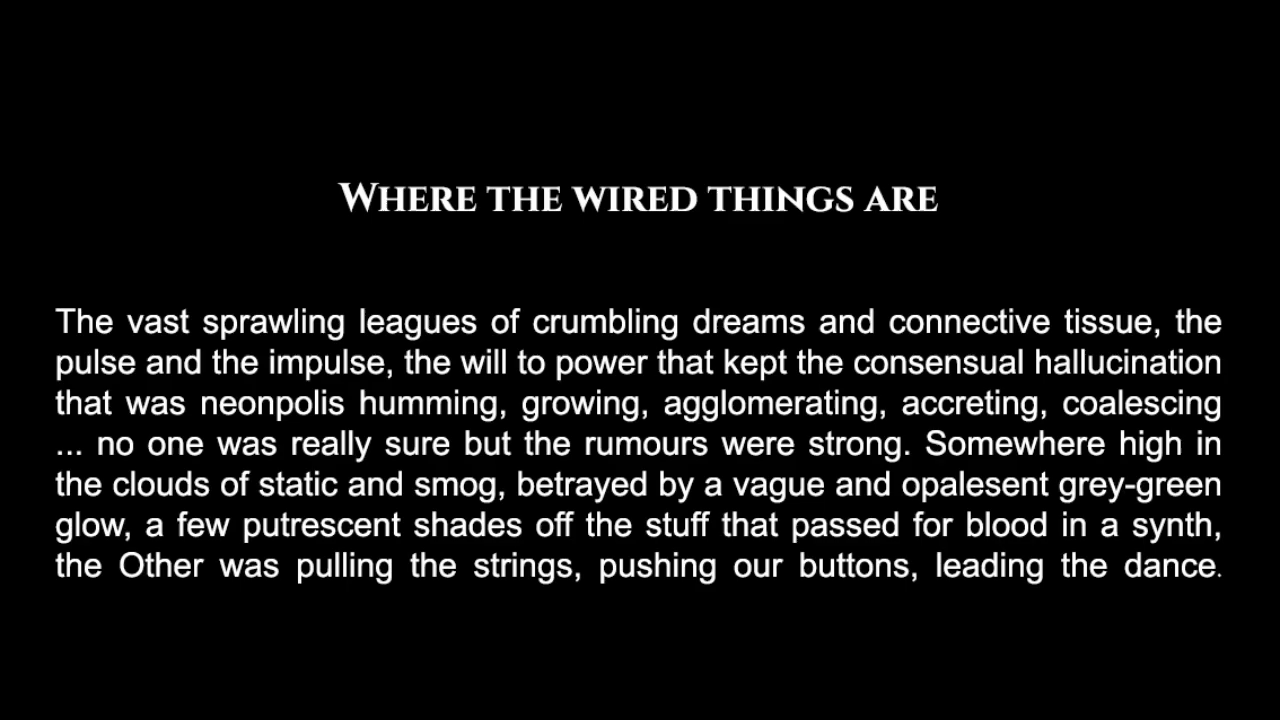 Where the wired things are
The vast sprawling leagues of crumbling dreams and connective tissue, the
pulse and the impulse, the will to power that kept the consensual hallucination
that was neonpolis humming, growing, agglomerating, accreting, coalescing
... no one was really sure but the rumours were strong. Somewhere high in
the clouds of static and smog, betrayed by a vague and opalesent grey-green
glow, a few putrescent shades off the stuff that passed for blood in a synth,
the Other was pulling the strings, pushing our buttons, leading the dance.